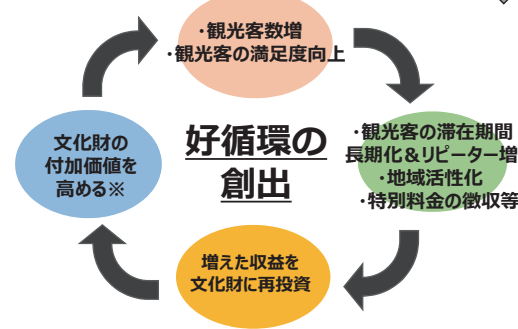 ・観光客数増
・観光客の満足度向上
好循環の
創出
・観光客の滞在期間
長期化＆リピーター増
・地域活性化
・特別料金の徴収等
増えた収益を
文化財に再投資
文化財の
付加価値を
高める※